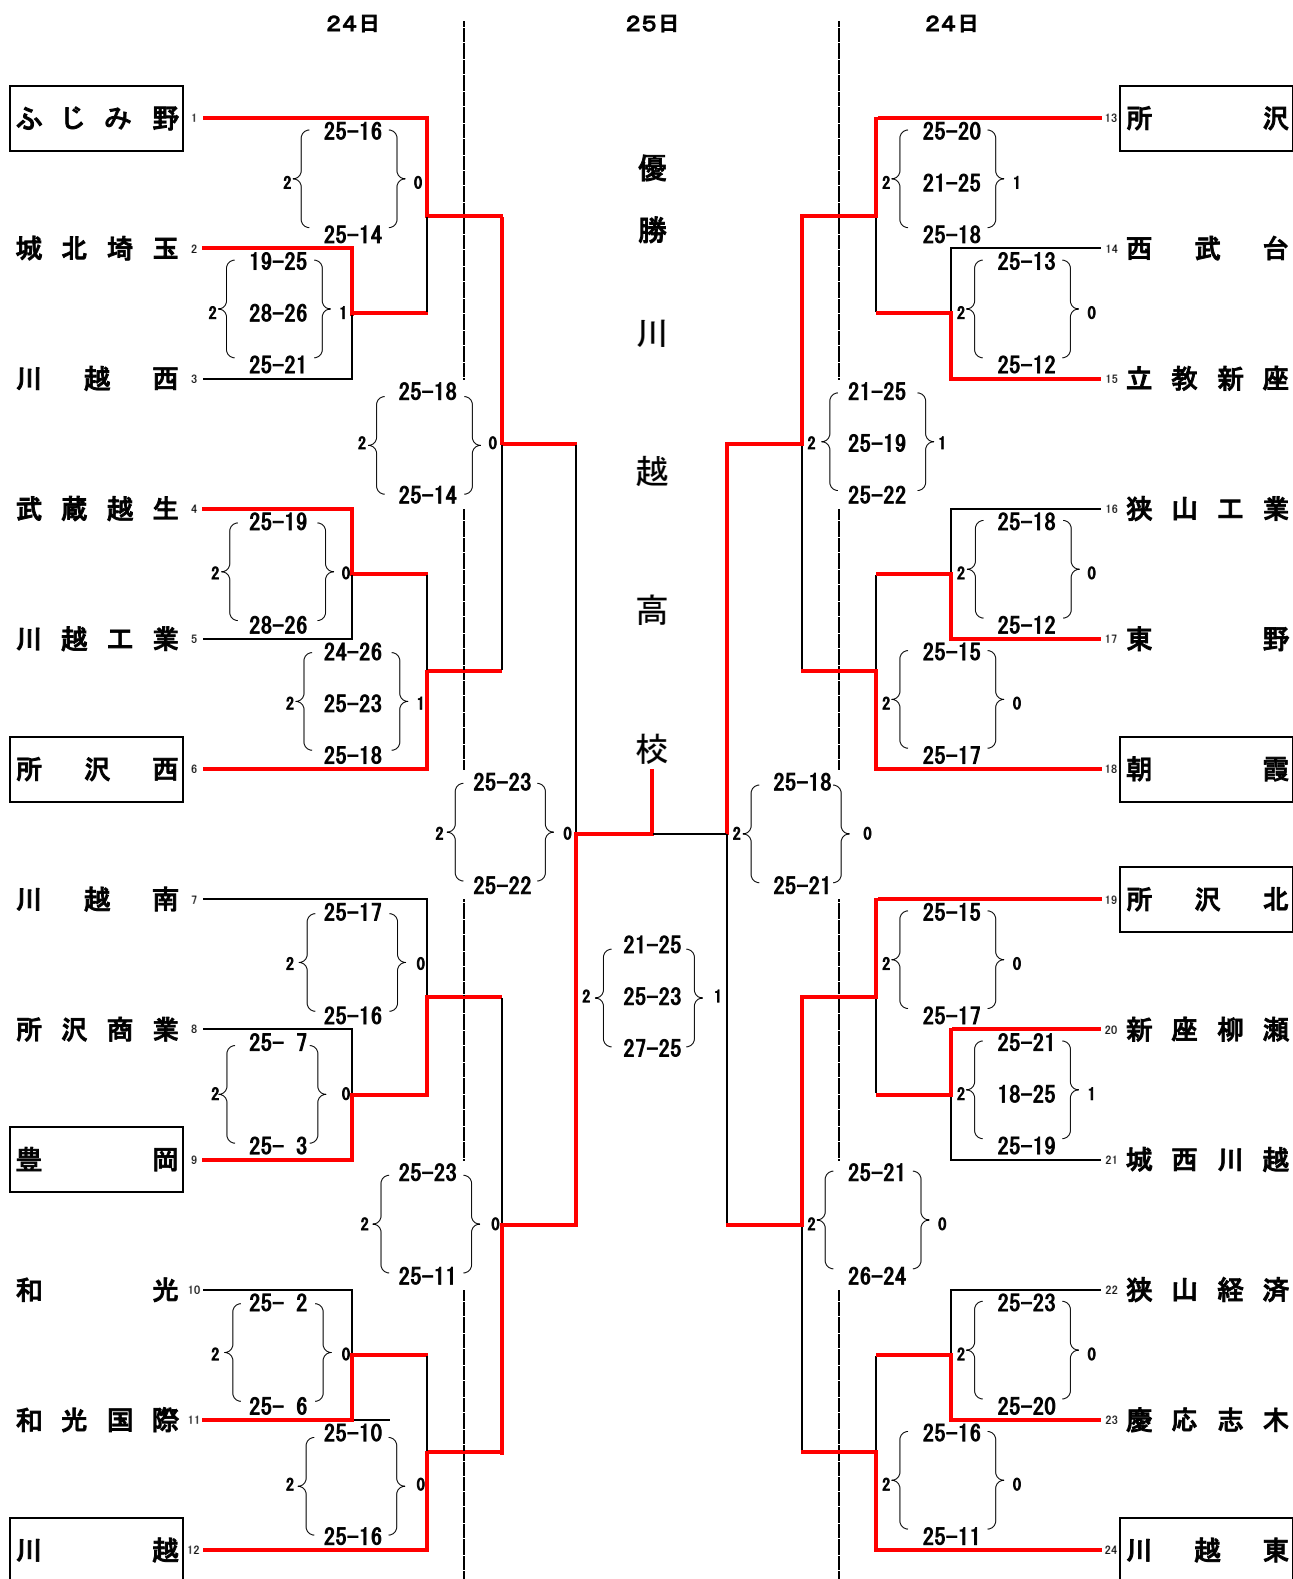 24日 25日 24日
優勝 川越高校
ふじみ野 1
25-16
2 0
25-14
城北埼玉 2
19-25
2 28-26 1
25-21
川越西 3
25-18
2 0
25-14
武蔵越生 4
25-19
2 0
28-26
川越工業 5
24-26
2 25-23 1
25-18
所沢西 6
25-23
2 0
25-22
川越南 7
25-17
2 0
25-16
所沢商業 8
25- 7
2 0
25- 3
豊岡 9
25-23
2 0
25-11
和光 10
25- 2
2 0
25- 6
和光国際 11
25-10
2 0
25-16
川越 12
21-25
2 25-23 1
27-25
13 所沢
25-20
2 21-25 1
25-18
14 西武台
25-13
2 0
25-12
15 立教新座
21-25
2 25-19 1
25-22
16 狭山工業
25-18
2 0
25-12
17 東野
25-15
2 0
25-17
18 朝霞
25-18
2 0
25-21
19 所沢北
25-15
2 0
25-17
20 新座柳瀬
25-21
2 18-25 1
25-19
21 城西川越
25-21
2 0
26-24
22 狭山経済
25-23
2 0
25-20
23 慶応志木
25-16
2 0
25-11
24 川越東